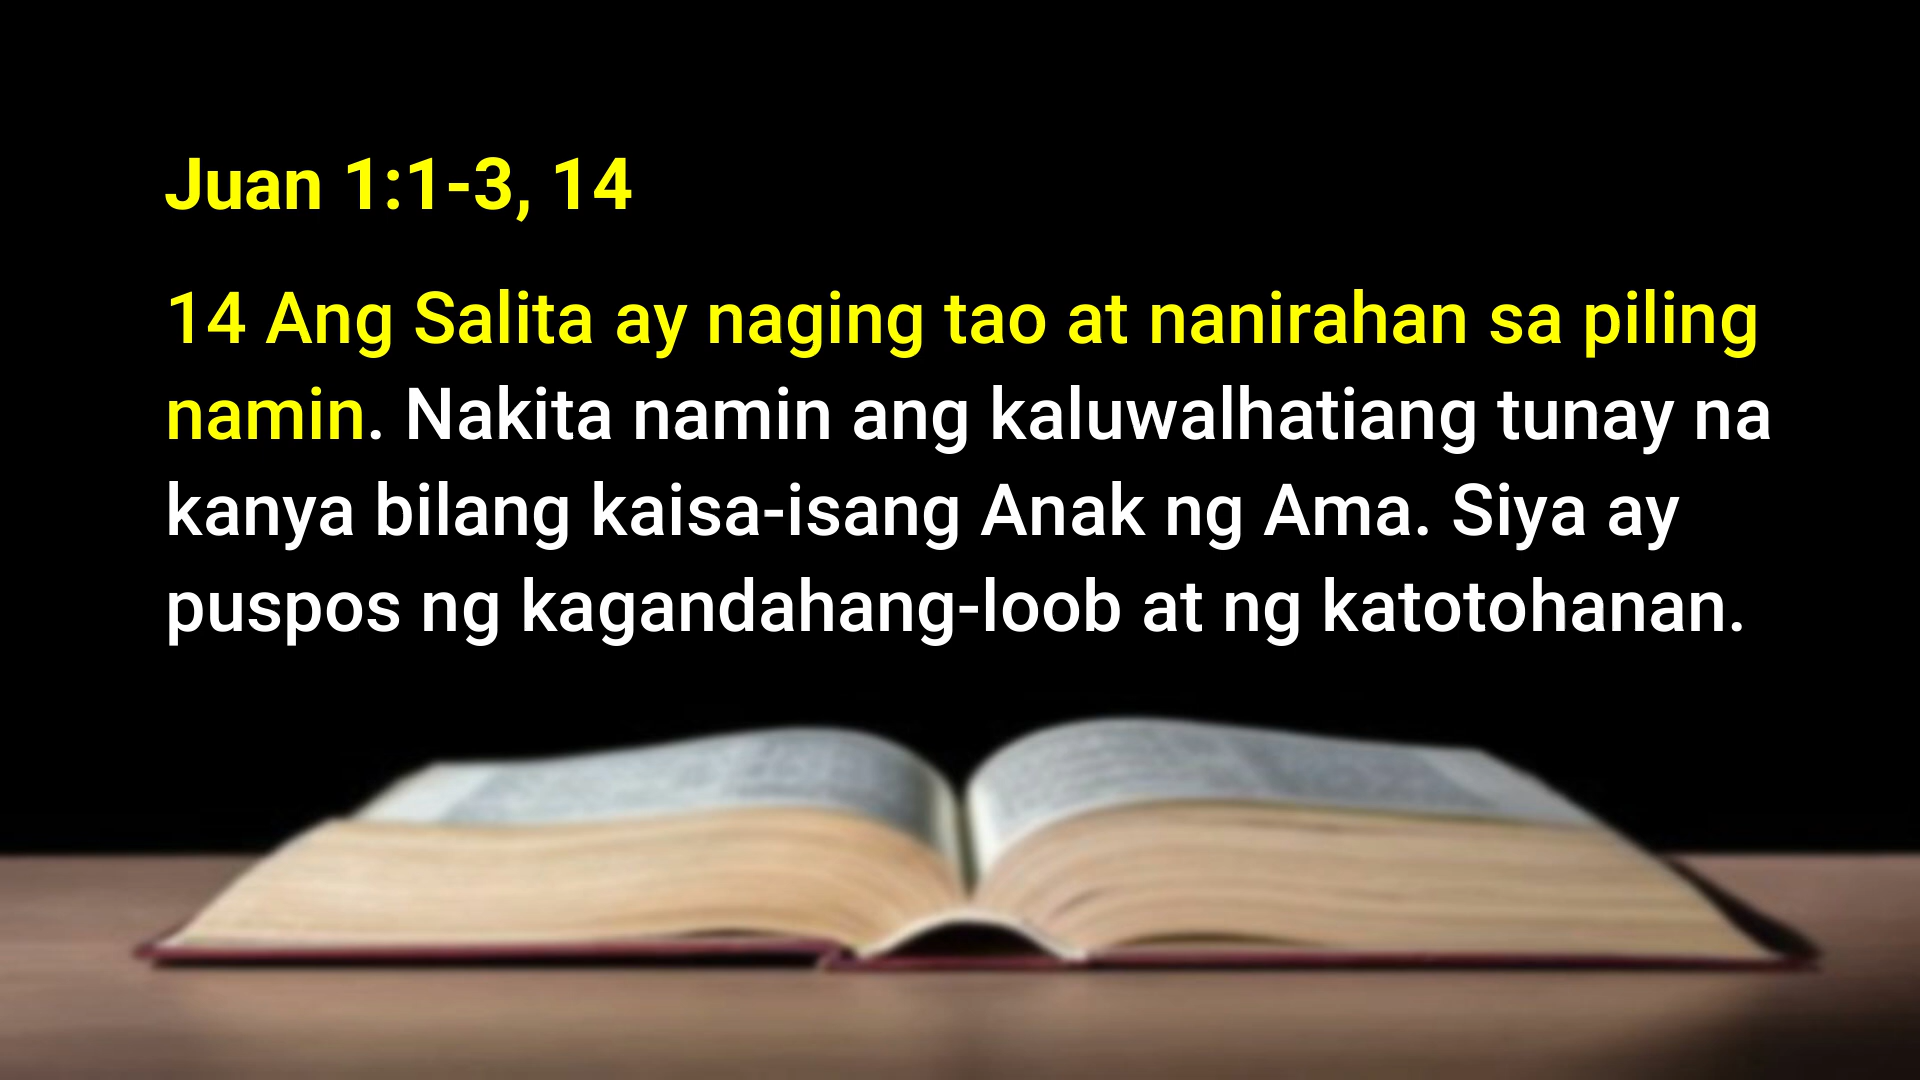 Juan 1:1-3, 14
14 Ang Salita ay naging tao at nanirahan sa piling
namin. Nakita namin ang kaluwalhatiang tunay na
kanya bilang kaisa-isang Anak ng Ama. Siya ay
puspos ng kagandahang-loob at ng katotohanan.